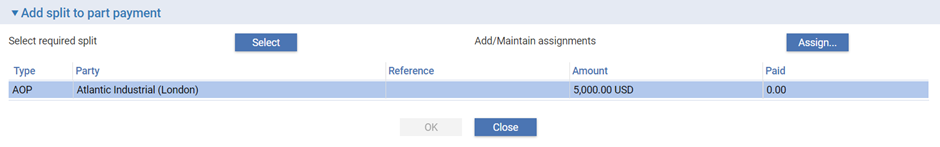 Add split to part payment
Select required split Select Add/Maintain assignments Assign...
Type Party Reference Amount Paid
AOP Atlantic Industrial (London) 5,000.00 USD 0.00
OK Close